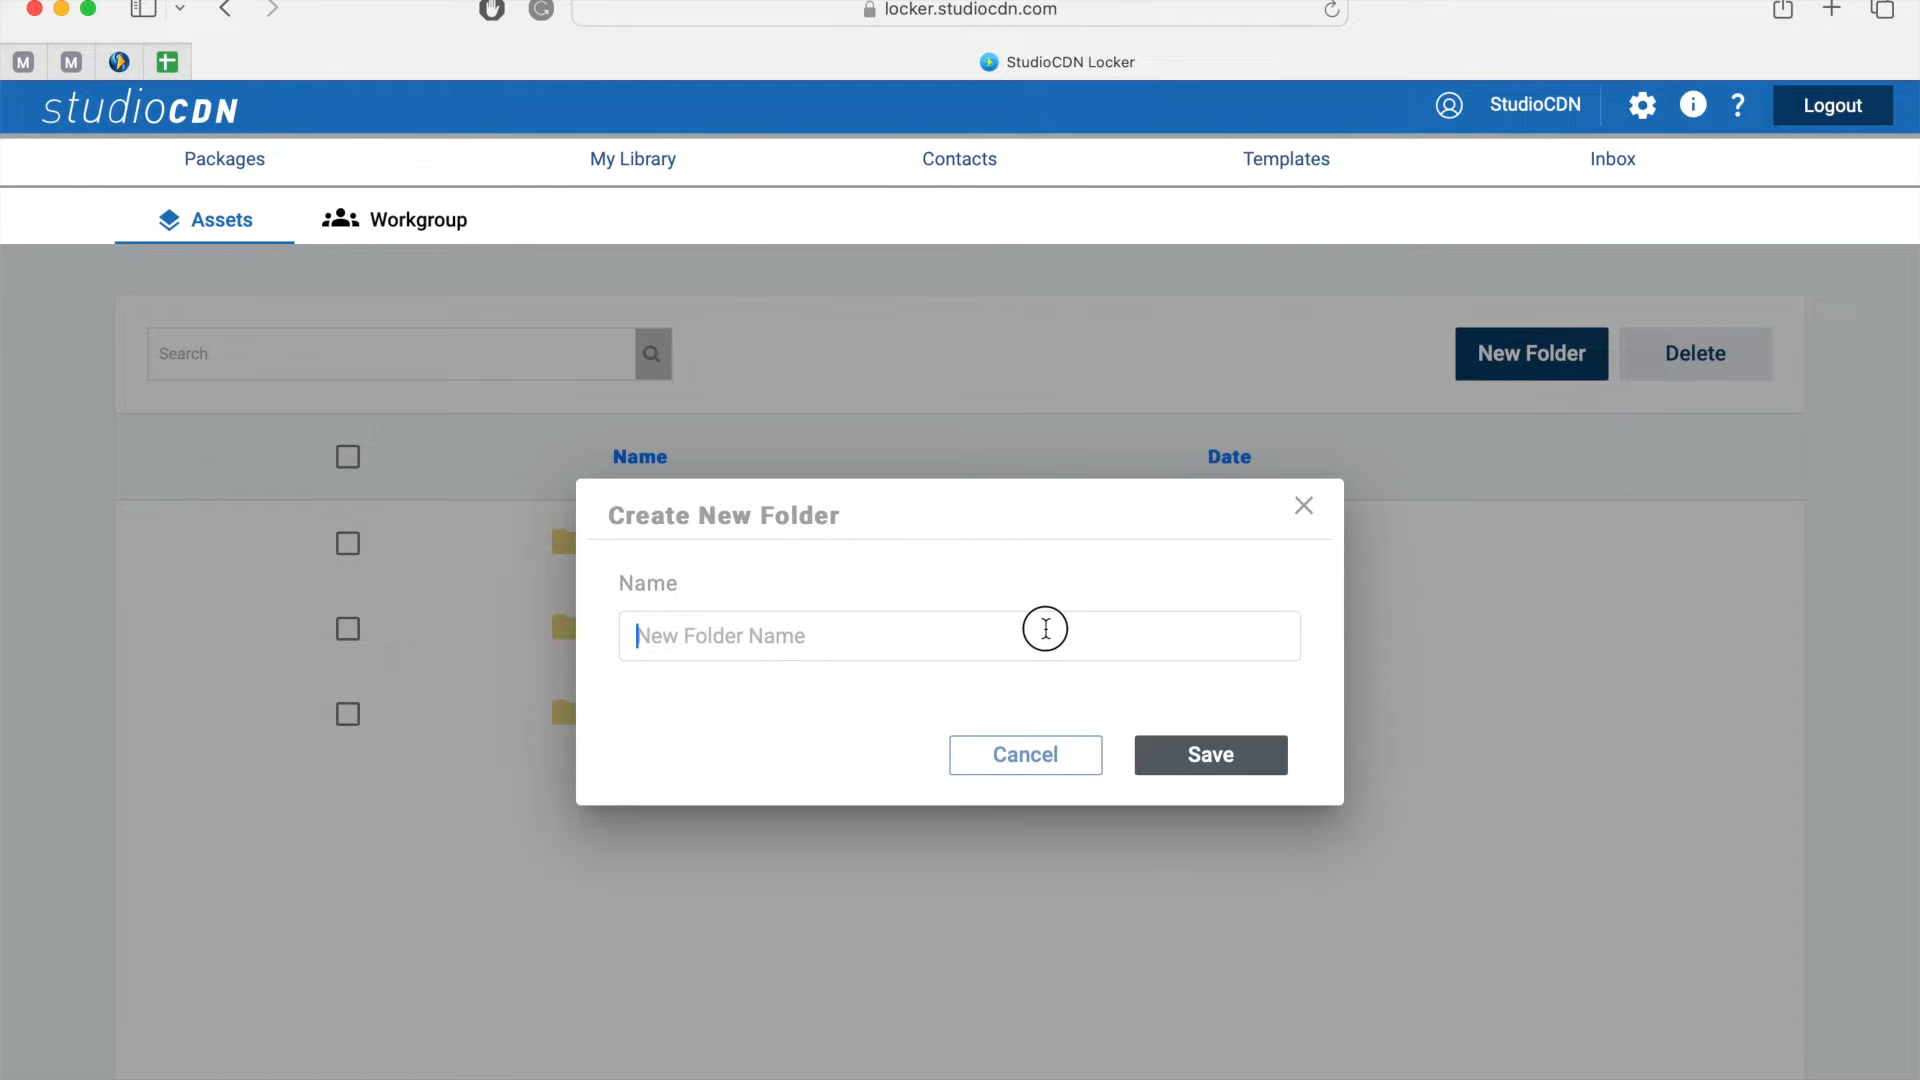 locker.studiocdn.com
M
M
StudioCDN Locker
studioCDN
StudioCDN
i
?
Logout
Packages
My Library
Contacts
Templates
Inbox
Assets
Workgroup
Search
New Folder
Delete
Name
Date
Create New Folder
Name
New Folder Name
Cancel
Save